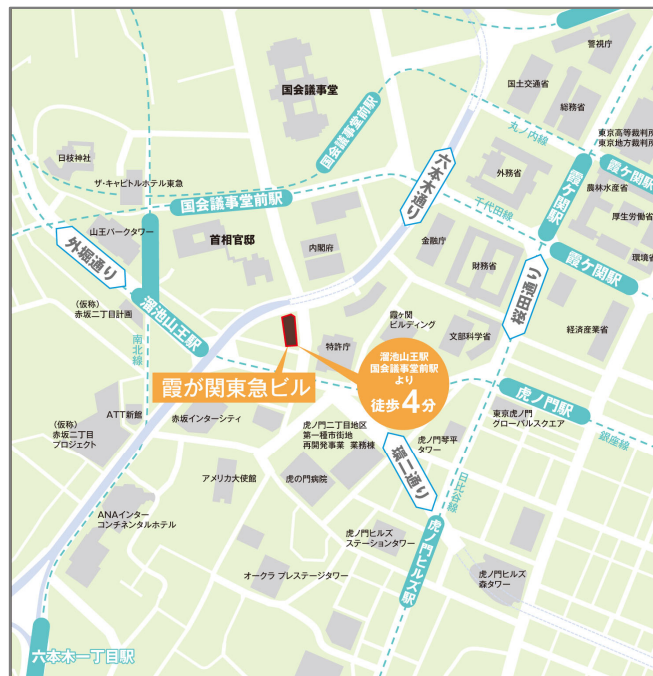 警視庁
国土交通省
国会議事堂
総務省
国会議事堂前駅
丸ノ内線
東京高等裁判所
東京地方裁判所
日枝神社
六本木通り
外務省
霞ケ関駅
霞ケ関駅
ザ・キャピトルホテル東急
農林水産省
国会議事堂前駅
千代田線
厚生労働省
山王パークタワー
首相官邸
内閣府
金融庁
外堀通り
財務省
霞ケ関駅
環境省
桜田通り
(仮称)
赤坂二丁目計画
溜池山王駅
霞ヶ関
ビルディング
文部科学省
経済産業省
南北線
特許庁
溜池山王駅
国会議事堂前駅
より
徒歩4分
霞が関東急ビル
虎ノ門駅
ATT新館
赤坂インターシティ
東京虎ノ門
グローバルスクエア
銀座線
(仮称)
赤坂二丁目
プロジェクト
虎ノ門二丁目地区
第一種市街地
再開発事業 業務棟
虎ノ門琴平
タワー
環二通り
アメリカ大使館
虎の門病院
日比谷線
ANAインター
コンチネンタルホテル
虎ノ門ヒルズ
ステーションタワー
虎ノ門ヒルズ駅
オークラ プレステージタワー
虎ノ門ヒルズ
森タワー
六本木一丁目駅